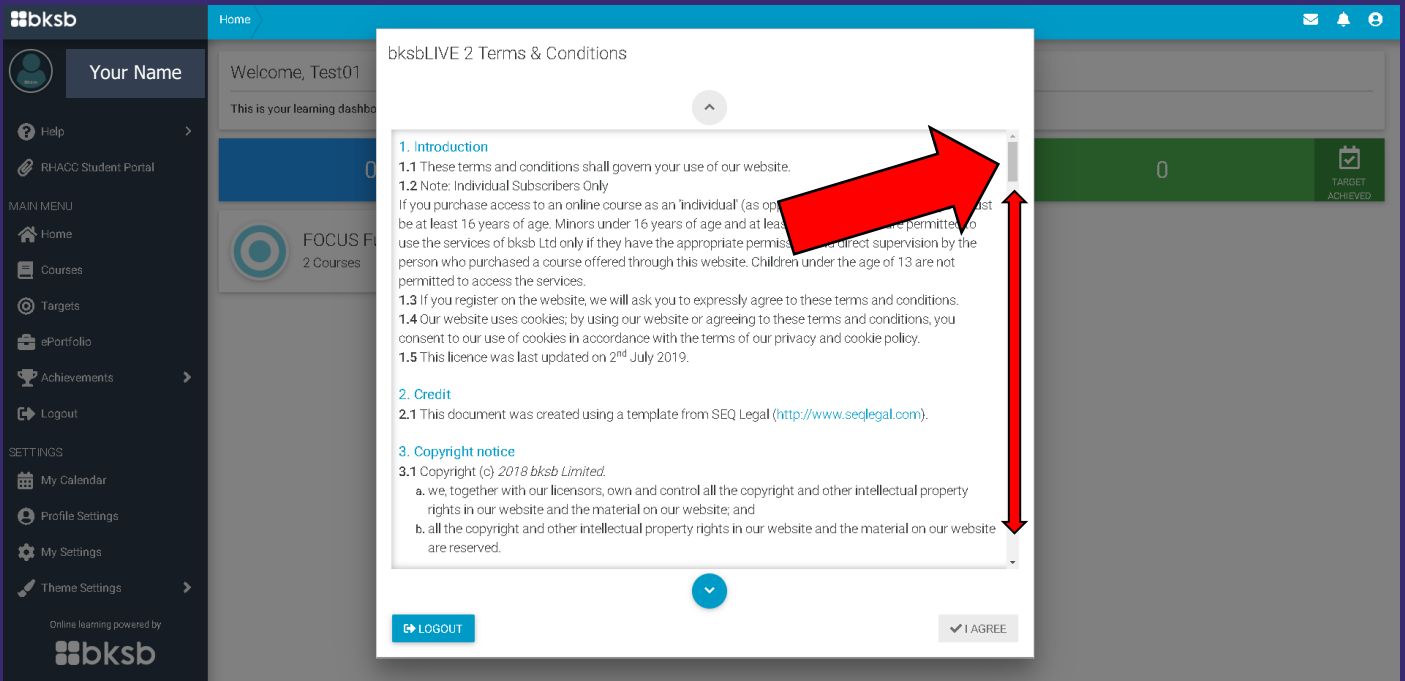 bksb
Home
Your Name
Welcome, Test01
This is your learning dashbo
Help
RHACC Student Portal
MAIN MENU
Home
Courses
Targets
ePortfolio
Achievements
Logout
SETTINGS
My Calendar
Profile Settings
My Settings
Theme Settings
Online learning powered by
bksb
0
FOCUS Fu
2 Courses
0
TARGET
ACHIEVED
bksbLIVE 2 Terms & Conditions
1. Introduction
1.1 These terms and conditions shall govern your use of our website.
1.2 Note: Individual Subscribers Only
If you purchase access to an online course as an "individual" (as opp ust
be at least 16 years of age. Minors under 16 years of age and at leas are permitted to
use the services of bksb Ltd only if they have the appropriate permiss direct supervision by the
person who purchased a course offered through this website. Children under the age of 13 are not
permitted to access the services.
1.3 If you register on the website, we will ask you to expressly agree to these terms and conditions.
1.4 Our website uses cookies; by using our website or agreeing to these terms and conditions, you
consent to our use of cookies in accordance with the terms of our privacy and cookie policy.
1.5 This licence was last updated on 2nd July 2019.
2. Credit
2.1 This document was created using a template from SEQ Legal (http://www.seqlegal.com).
3. Copyright notice
3.1 Copyright (c) 2018 bksb Limited.
a. we, together with our licensors, own and control all the copyright and other intellectual property
rights in our website and the material on our website; and
b. all the copyright and other intellectual property rights in our website and the material on our website
are reserved.
LOGOUT
I AGREE